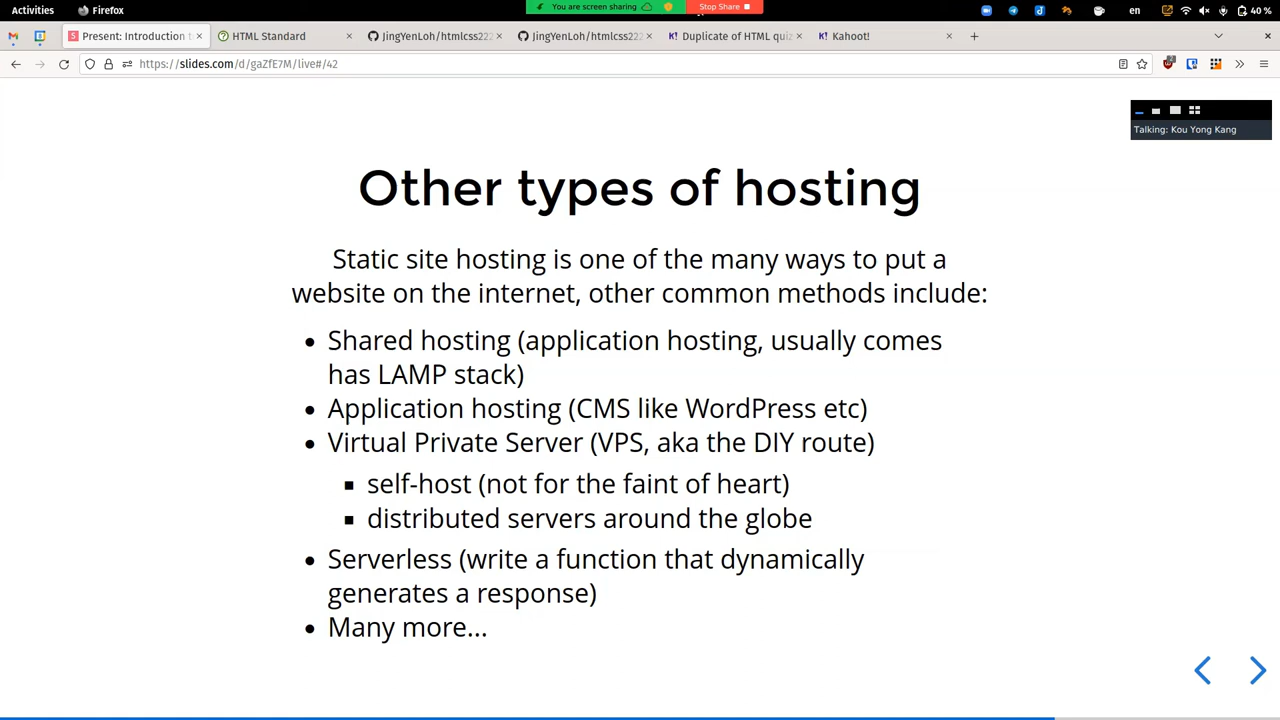 Activities
Firefox
You are screen sharing
Stop Share
en
40 %
Present: Introduction t
HTML Standard
JingYenLoh/htmlcss222
JingYenLoh/htmlcss222
Duplicate of HTML quiz
Kahoot!
https://slides.com/d/gaZfE7M/live#/42
Talking: Kou Yong Kang
Other types of hosting
Static site hosting is one of the many ways to put a
website on the internet, other common methods include:
• Shared hosting (application hosting, usually comes
has LAMP stack)
• Application hosting (CMS like WordPress etc)
• Virtual Private Server (VPS, aka the DIY route)
▪ self-host (not for the faint of heart)
▪ distributed servers around the globe
• Serverless (write a function that dynamically
generates a response)
• Many more...